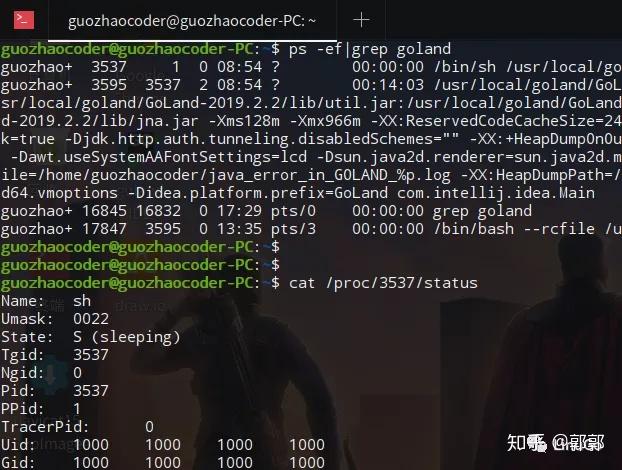 guozhaocoder@guozhaocoder-PC: ~
guozhaocoder@guozhaocoder-PC:~$ ps -ef|grep goland
guozhao+  3537     1  0 08:54 ?        00:00:00 /bin/sh /usr/local/go
guozhao+  3595  3537  2 08:54 ?        00:14:03 /usr/local/goland/GoL
sr/local/goland/GoLand-2019.2.2/lib/util.jar:/usr/local/goland/GoLand
d-2019.2.2/lib/jna.jar -Xms128m -Xmx966m -XX:ReservedCodeCacheSize=24
k=true -Djdk.http.auth.tunneling.disabledSchemes="" -XX:+HeapDumpOnOu
-Dawt.useSystemAAFontSettings=lcd -Dsun.java2d.renderer=sun.java2d.m
ile=/home/guozhaocoder/java_error_in_GOLAND_%p.log -XX:HeapDumpPath=/
d64.vmoptions -Didea.platform.prefix=GoLand com.intellij.idea.Main
guozhao+ 16845 16832  0 17:29 pts/0    00:00:00 grep goland
guozhao+ 17847  3595  0 13:35 pts/3    00:00:00 /bin/bash --rcfile /u
guozhaocoder@guozhaocoder-PC:~$
guozhaocoder@guozhaocoder-PC:~$
guozhaocoder@guozhaocoder-PC:~$ cat /proc/3537/status
Name:   sh
Umask:  0022
State:  S (sleeping)
Tgid:   3537
Ngid:   0
Pid:    3537
PPid:   1
TracerPid:      0
Uid:    1000    1000    1000    1000
Gid:    1000    1000    1000    1000
知乎 @郭郭